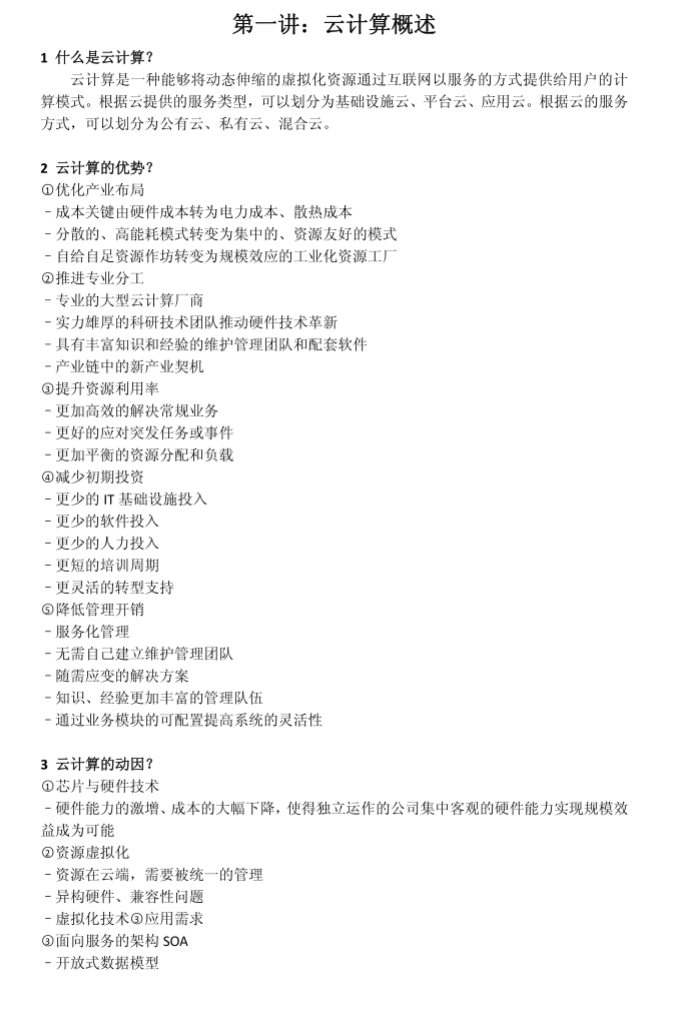 第一讲：云计算概述
1 什么是云计算？
云计算是一种能够将动态伸缩的虚拟化资源通过互联网以服务的方式提供给用户的计
算模式。根据云提供的服务类型，可以划分为基础设施云、平台云、应用云。根据云的服务
方式，可以划分为公有云、私有云、混合云。
2 云计算的优势？
①优化产业布局
–成本关键由硬件成本转为电力成本、散热成本
–分散的、高能耗模式转变为集中的、资源友好的模式
–自给自足资源作坊转变为规模效应的工业化资源工厂
②推进专业分工
–专业的大型云计算厂商
–实力雄厚的科研技术团队推动硬件技术革新
–具有丰富知识和经验的维护管理团队和配套软件
–产业链中的新产业契机
③提升资源利用率
–更加高效的解决常规业务
–更好的应对突发任务或事件
–更加平衡的资源分配和负载
④减少初期投资
–更少的 IT 基础设施投入
–更少的软件投入
–更少的人力投入
–更短的培训周期
–更灵活的转型支持
⑤降低管理开销
–服务化管理
–无需自己建立维护管理团队
–随需应变的解决方案
–知识、经验更加丰富的管理队伍
–通过业务模块的可配置提高系统的灵活性
3 云计算的动因？
①芯片与硬件技术
–硬件能力的激增、成本的大幅下降，使得独立运作的公司集中客观的硬件能力实现规模效
益成为可能
②资源虚拟化
–资源在云端，需要被统一的管理
–异构硬件、兼容性问题
–虚拟化技术③应用需求
③面向服务的架构 SOA
–开放式数据模型